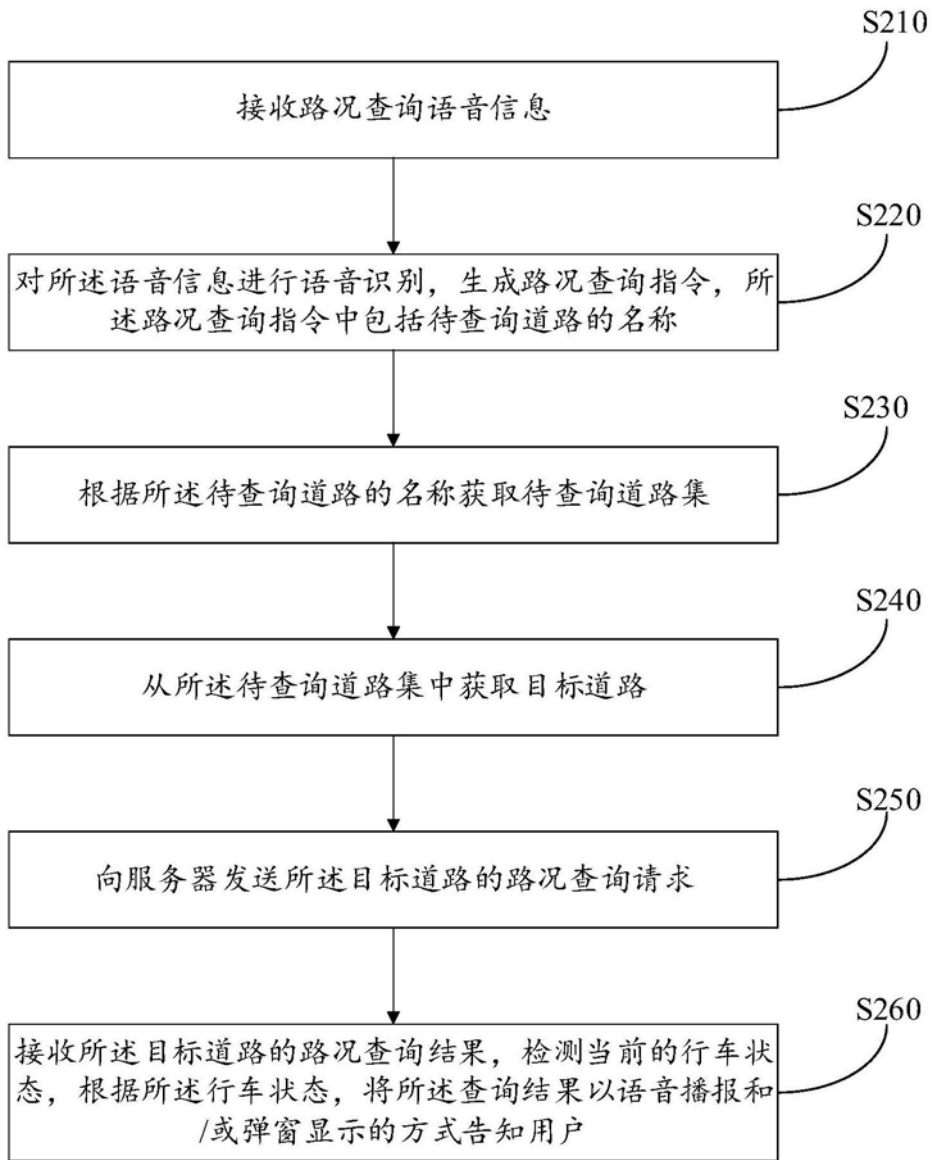 S210
接收路况查询语音信息
S220
对所述语音信息进行语音识别，生成路况查询指令，所
述路况查询指令中包括待查询道路的名称
S230
根据所述待查询道路的名称获取待查询道路集
S240
从所述待查询道路集中获取目标道路
S250
向服务器发送所述目标道路的路况查询请求
S260
接收所述目标道路的路况查询结果，检测当前的行车状
态，根据所述行车状态，将所述查询结果以语音播报和
/或弹窗显示的方式告知用户